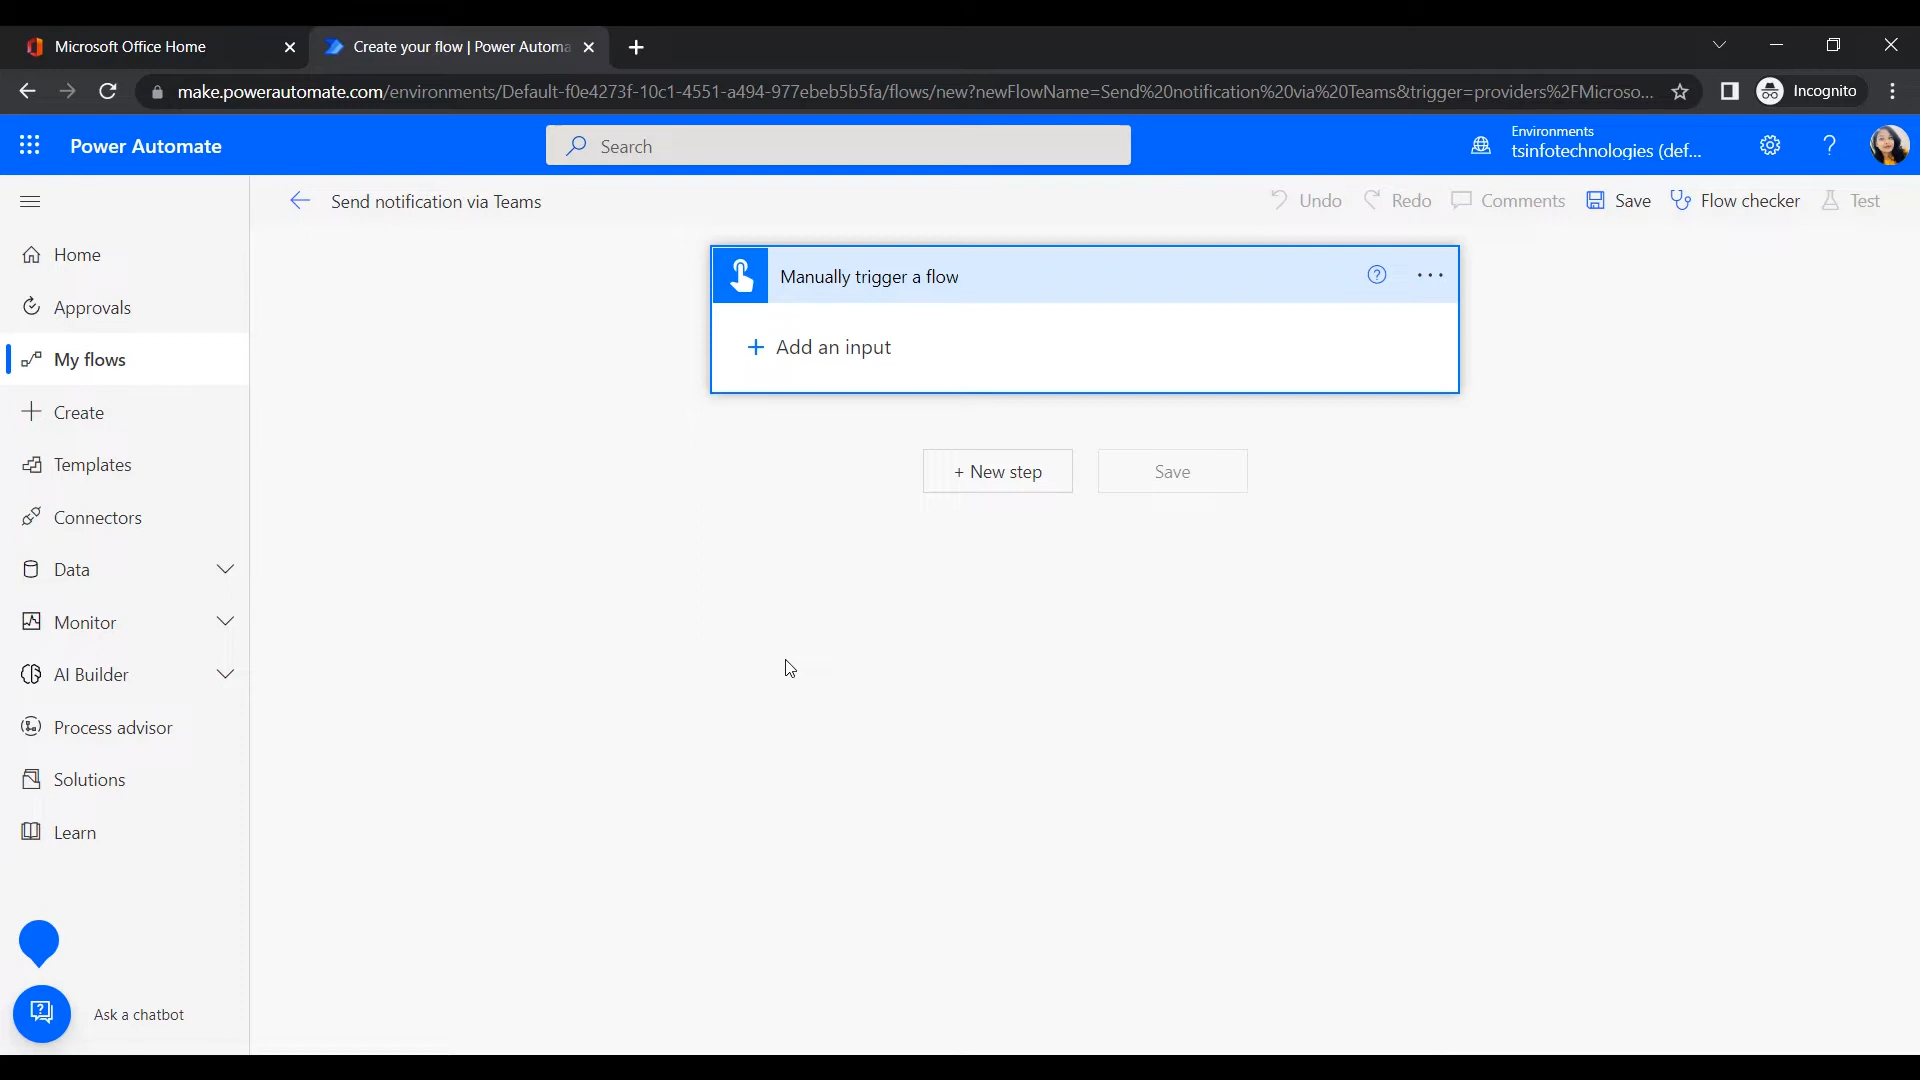 Microsoft Office Home
Create your flow | Power Automa
make.powerautomate.com/environments/Default-f0e4273f-10c1-4551-a494-977ebeb5b5fa/flows/new?newFlowName=Send%20notification%20via%20Teams&trigger=providers%2FMicroso...
Incognito
Power Automate
Search
Environments
tsinfotechnologies (def...
?
Send notification via Teams
Undo
Redo
Comments
Save
Flow checker
Test
Home
Approvals
My flows
Create
Templates
Connectors
Data
Monitor
AI Builder
Process advisor
Solutions
Learn
Ask a chatbot
Manually trigger a flow
?
...
+ Add an input
+ New step
Save